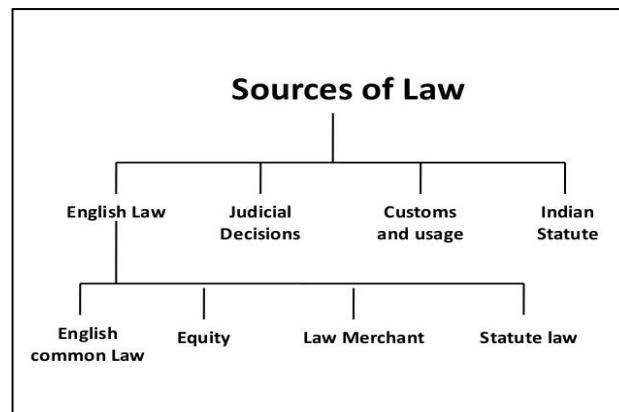 Sources of Law
English Law
Judicial
Decisions
Customs
and usage
Indian
Statute
English
common Law
Equity
Law Merchant
Statute law